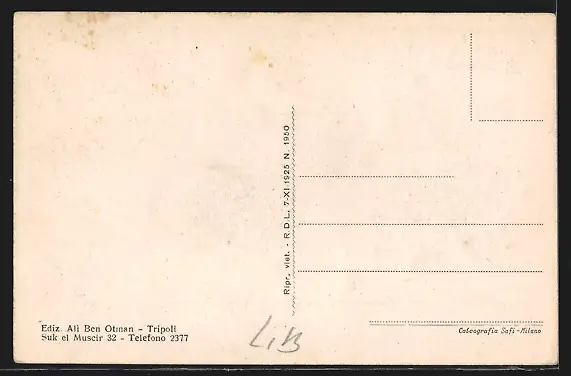 Ediz. Ali Ben Otman - Tripoli
Suk el Muscir 32 - Telefono 2377
Ripr. viet. - R.D.L. 7-XI-1925 N. 1950
Calcografia Safi-Milano
Lib